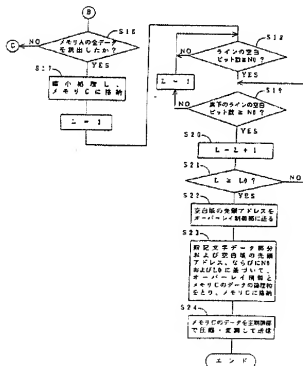 B
S16
メモリAの全データ
を読出したか?
NO
C
YES
S17
縮小処理し、
メモリCに格納
L=1
S18
ラインの空白
ビット数≧N0?
NO
L=1
YES
S19
直下のラインの空白
ビット数≧N0?
NO
YES
S20
L=L+1
S21
L≧L0?
NO
YES
S22
空白域の先頭アドレスを
オーバーレイ制御部に送る
S23
前記文字データ部分
および空白域の先頭
アドレス、ならびにN0
およびL0に基づいて、
オーバーレイ情報と
メモリCのデータの論理和
をとり、メモリCに格納
S24
メモリCのデータを主制御部
で圧縮・変調して送信
エンド